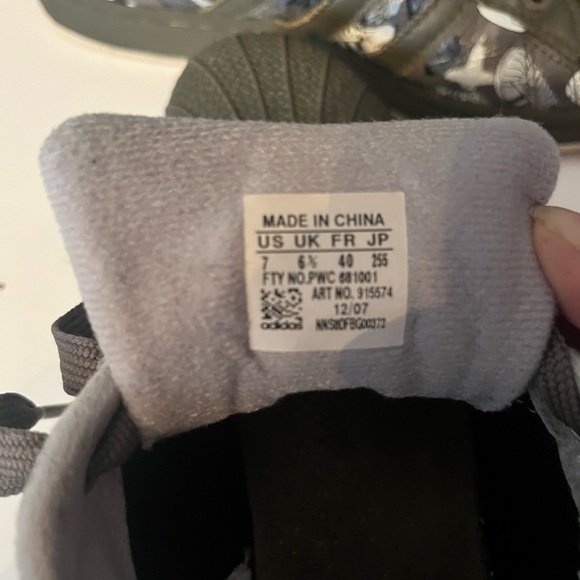 MADE IN CHINA
US UK FR JP
7 6½ 40 255
FTY NO.PWC 681001
ART NO. 915574
12/07
adidas NNS8DFBG00372